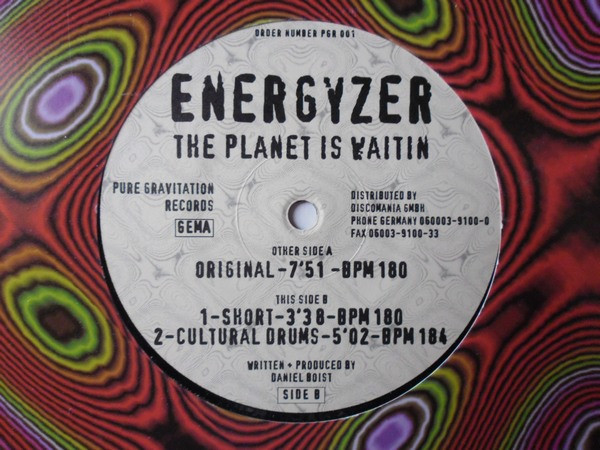 ORDER NUMBER PGR 001
ENERGYZER
THE PLANET IS WAITIN
PURE GRAVITATION
RECORDS
GEMA
DISTRIBUTED BY
DISCOMANIA GMBH
PHONE GERMANY 06003-9100-0
FAX 06003-9100-33
OTHER SIDE A
ORIGINAL-7'51-BPM 180
THIS SIDE B
1-SHORT-3'38-BPM 180
2-CULTURAL DRUMS-5'02-BPM 184
WRITTEN + PRODUCED BY
DANIEL BOIST
SIDE B